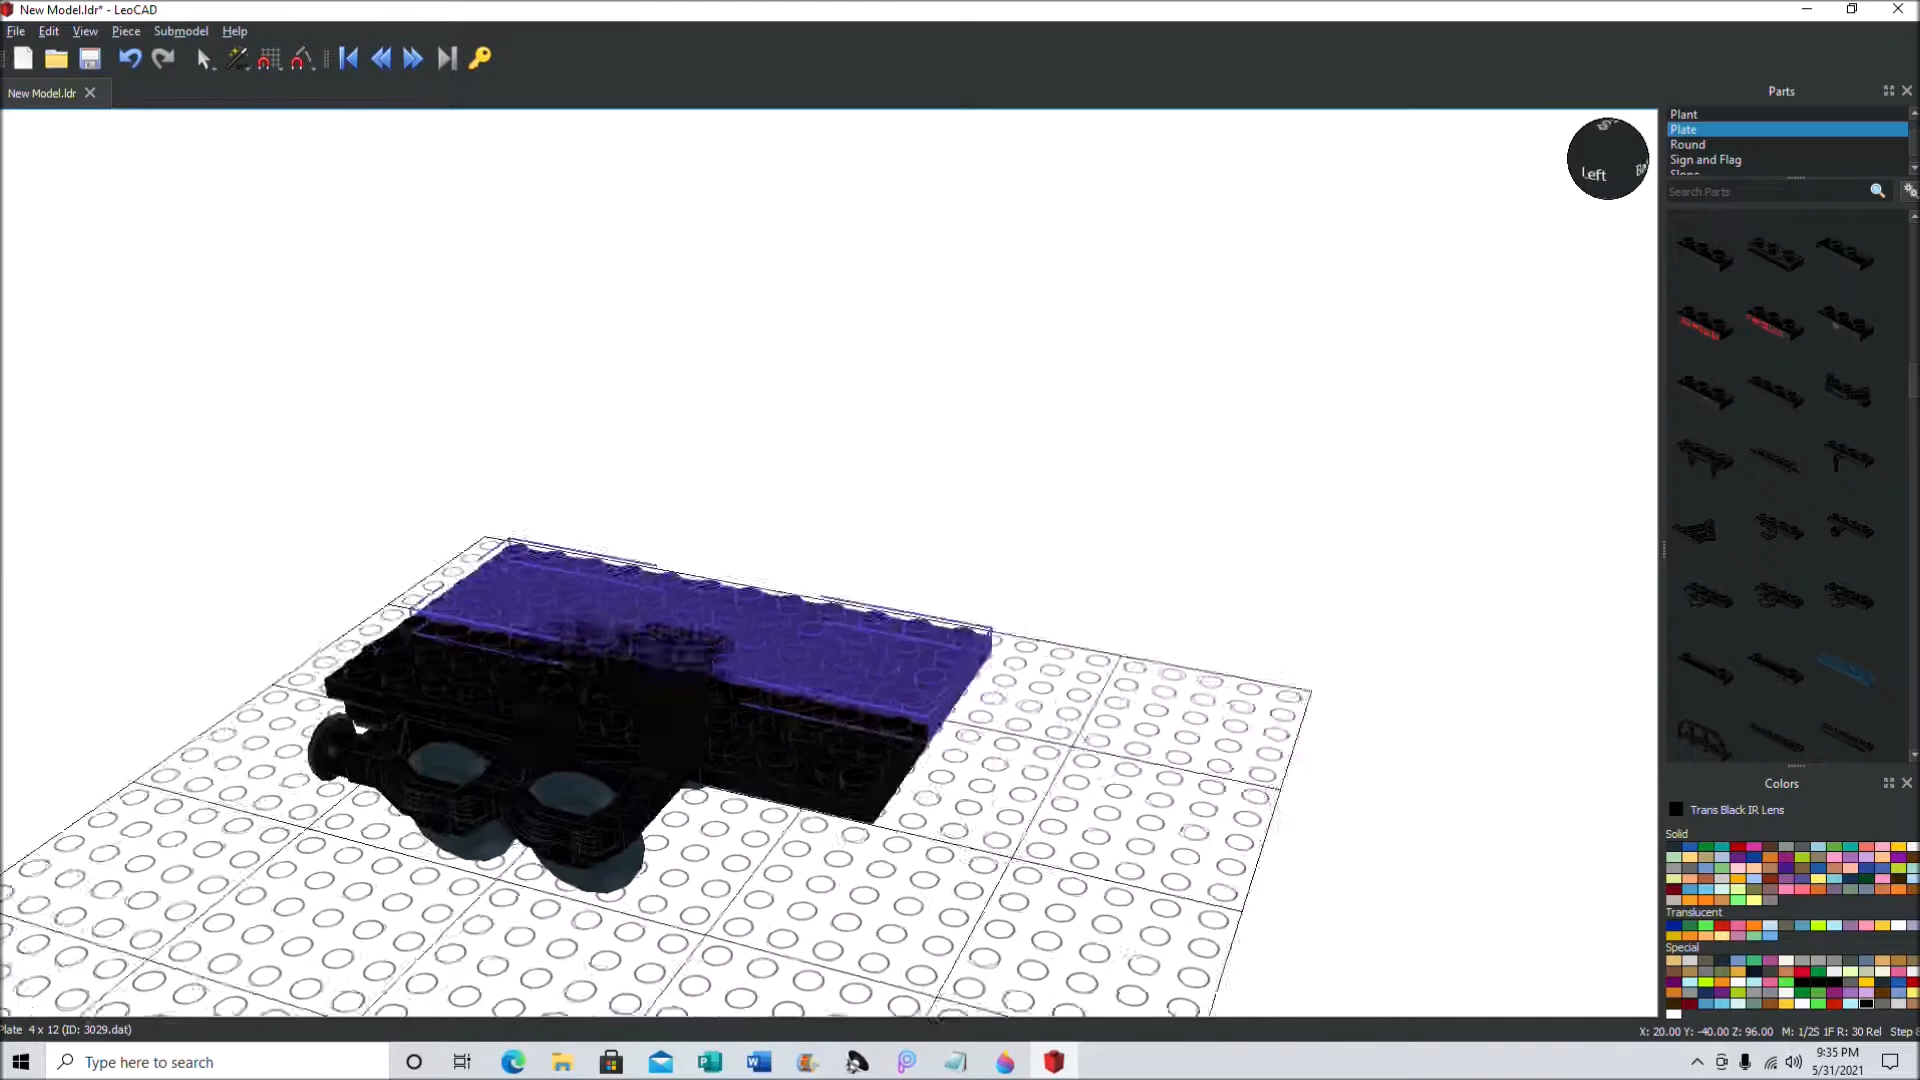 New Model.ldr* - LeoCAD
File Edit View Piece Submodel Help
New Model.ldr
Parts
Plant
Plate
Round
Sign and Flag
Search Parts
Left
Colors
Trans Black IR Lens
Solid
Translucent
Special
Plate 4 x 12 (ID: 3029.dat)
X: 20.00 Y: -40.00 Z: 96.00 M: 1/2S 1F R: 30 Rel Step
Type here to search
9:35 PM
5/31/2021